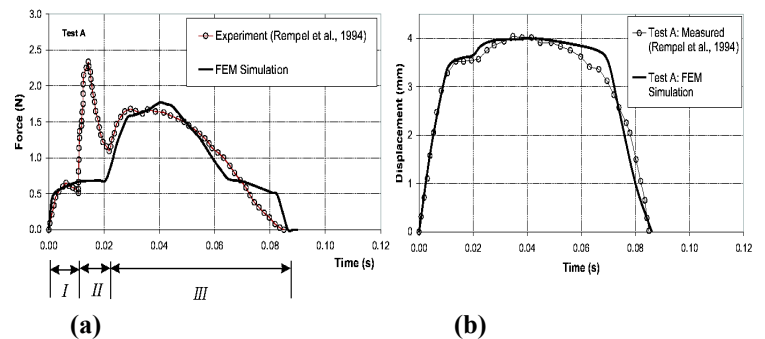 3.0
2.5
2.0
1.5
1.0
0.5
0.0
Force (N)
Test A
III
Experiment (Rempel et al., 1994)
FEM Simulation
0.00
0.02
0.04
0.06
0.08
0.10
0.12
Time (s)
I
II
III
(a)
4
3
2
1
0
Displacement (mm)
Test A: Measured
(Rempel et al., 1994)
Test A: FEM
Simulation
0.00
0.02
0.04
0.06
0.08
0.10
0.12
Time (s)
(b)